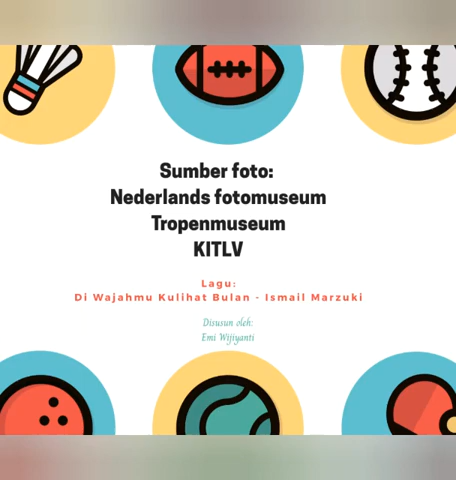 Sumber foto:
Nederlands fotomuseum
Tropenmuseum
KITLV
Lagu:
Di Wajahmu Kulihat Bulan - Ismail Marzuki
Disusun oleh:
Emi Wijiyanti